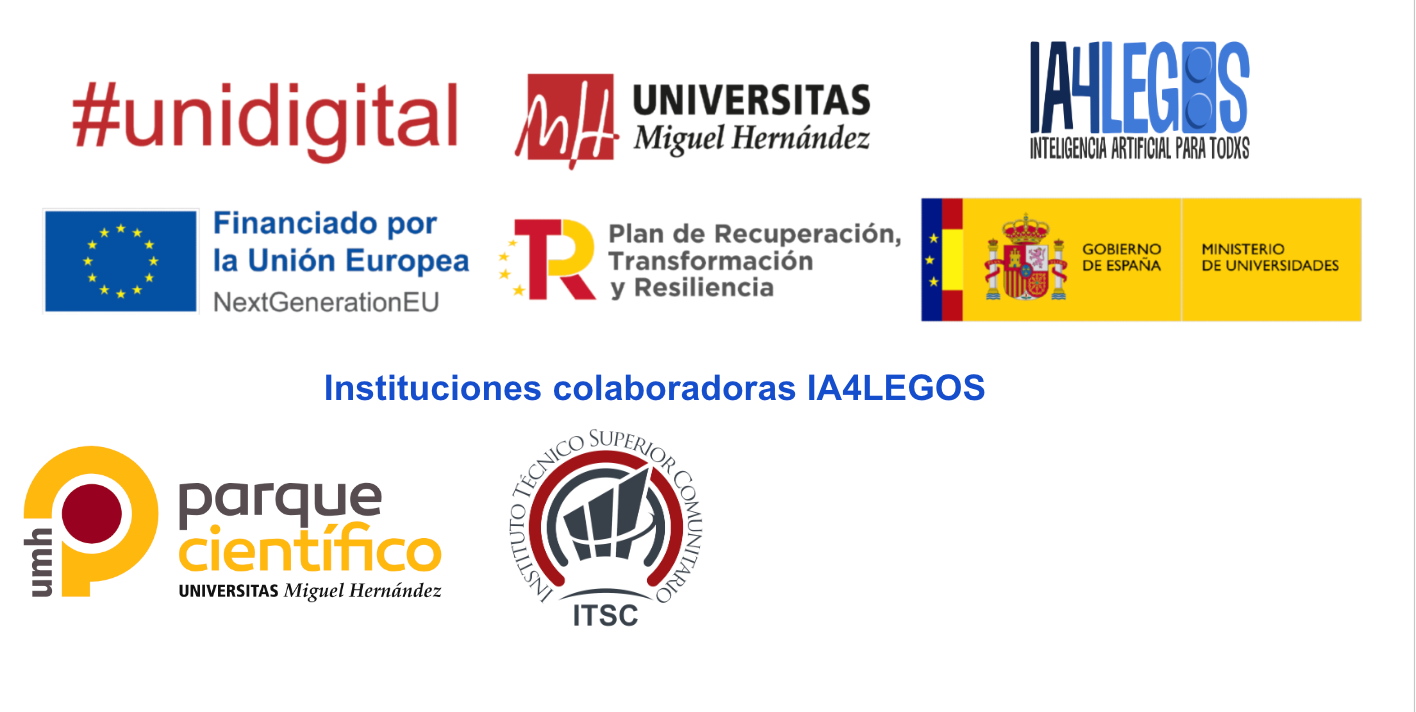 #unidigital
mH
UNIVERSITAS
Miguel Hernández
IA4LEGOS
INTELIGENCIA ARTIFICIAL PARA TODXS
Financiado por
la Unión Europea
NextGenerationEU
TR
Plan de Recuperación,
Transformación
y Resiliencia
GOBIERNO
DE ESPAÑA
MINISTERIO
DE UNIVERSIDADES
Instituciones colaboradoras IA4LEGOS
umh
parque
científico
UNIVERSITAS Miguel Hernández
INSTITUTO TÉCNICO SUPERIOR COMUNITARIO
ITSC